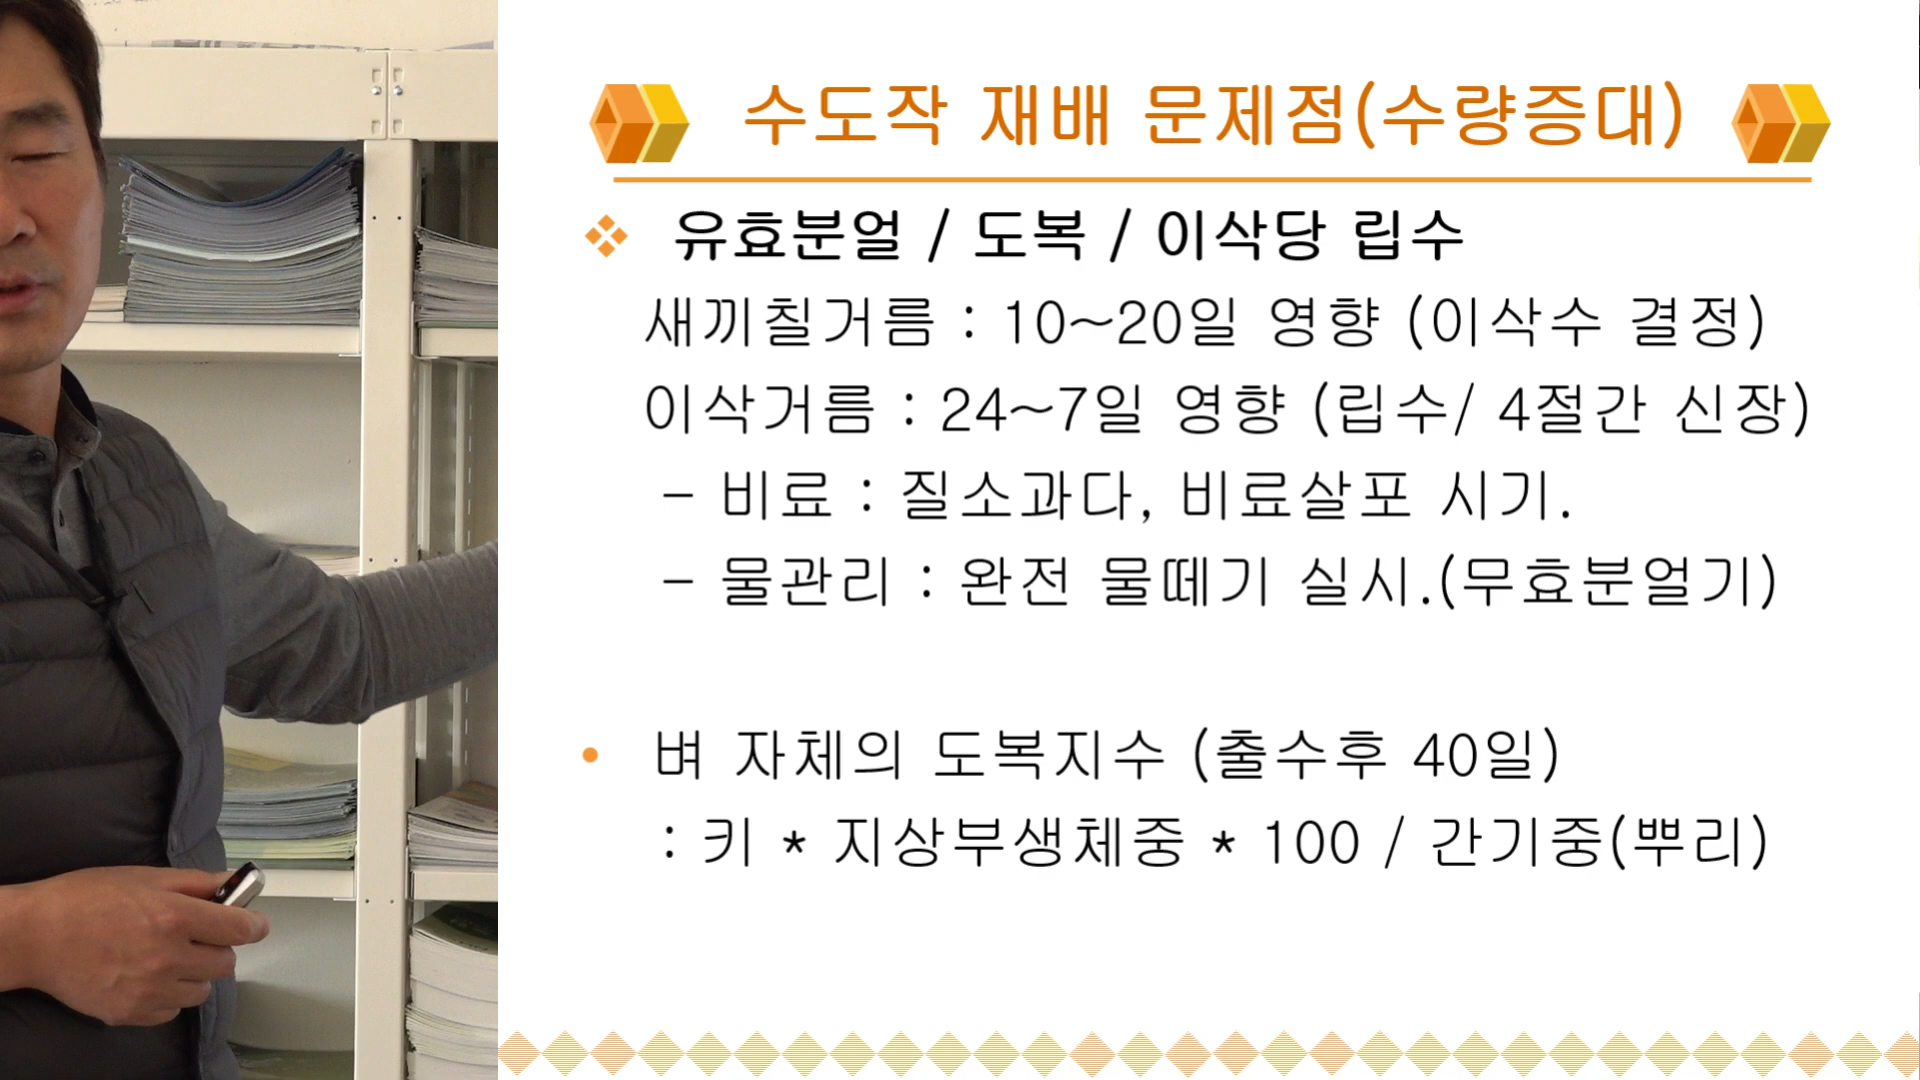 수도작 재배 문제점(수량증대)
유효분얼 / 도복 / 이삭당 립수
새끼칠거름 : 10~20일 영향 (이삭수 결정)
이삭거름 : 24~7일 영향 (립수/ 4절간 신장)
- 비료 : 질소과다, 비료살포 시기.
- 물관리 : 완전 물떼기 실시.(무효분얼기)
• 벼 자체의 도복지수 (출수후 40일)
: 키 * 지상부생체중 * 100 / 간기중(뿌리)